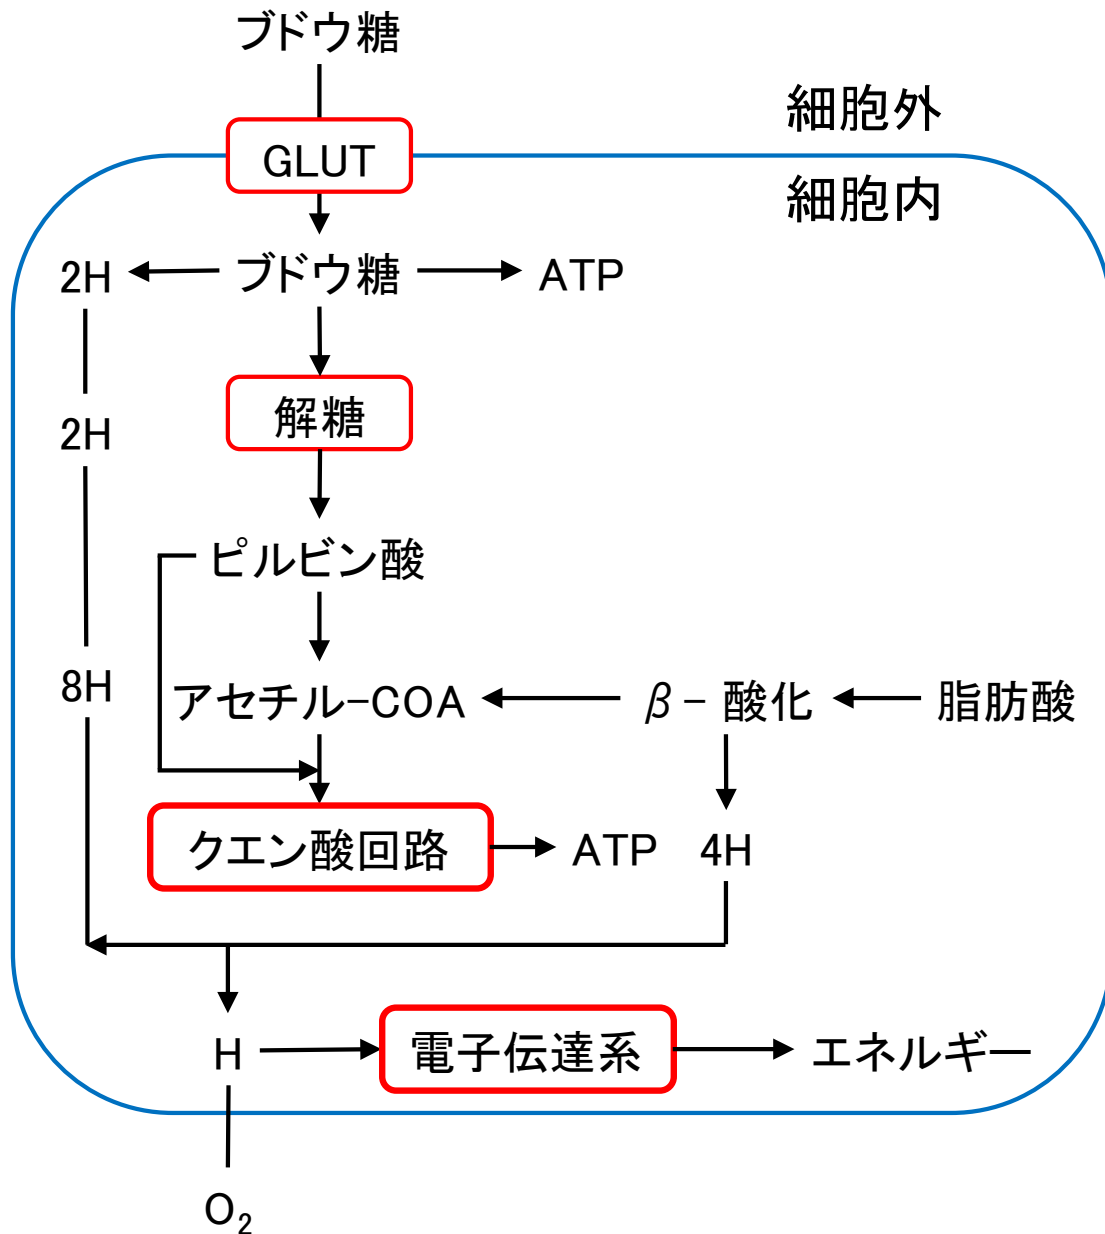 ブドウ糖
細胞外
GLUT
細胞内
2H
ブドウ糖
ATP
解糖
2H
ピルビン酸
8H
アセチル-COA
β - 酸化
脂肪酸
クエン酸回路
ATP
4H
H
電子伝達系
エネルギー
O₂